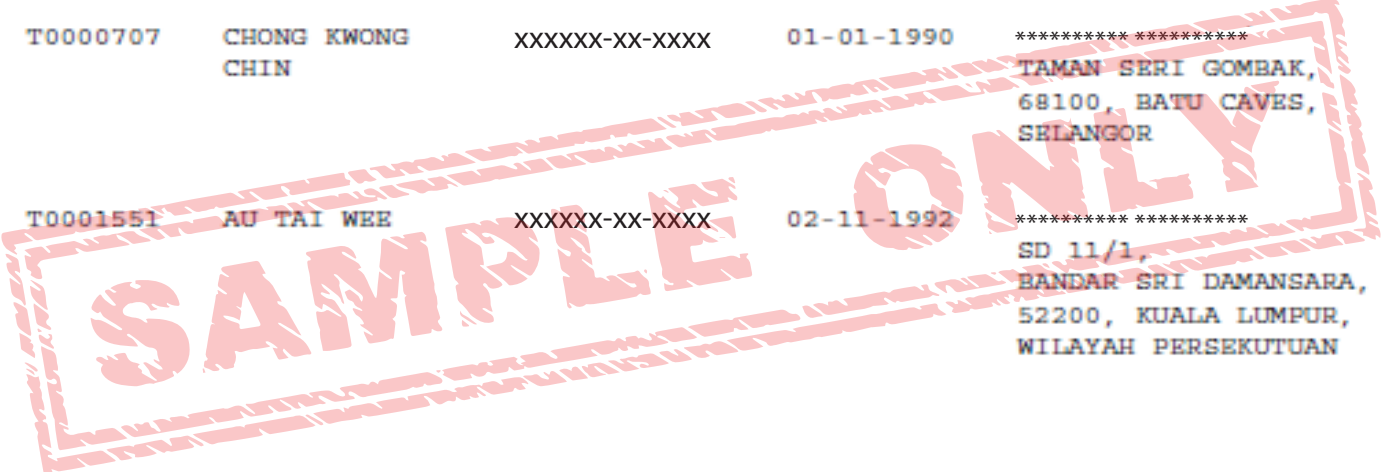 T0000707 CHONG KWONG XXXXXX-XX-XXXX 01-01-1990 ********** **********
CHIN TAMAN SERI GOMBAK,
68100, BATU CAVES,
SELANGOR
T0001551 AU TAI WEE XXXXXX-XX-XXXX 02-11-1992 ********** **********
SD 11/1,
BANDAR SRI DAMANSARA,
52200, KUALA LUMPUR,
WILAYAH PERSEKUTUAN
SAMPLE ONLY